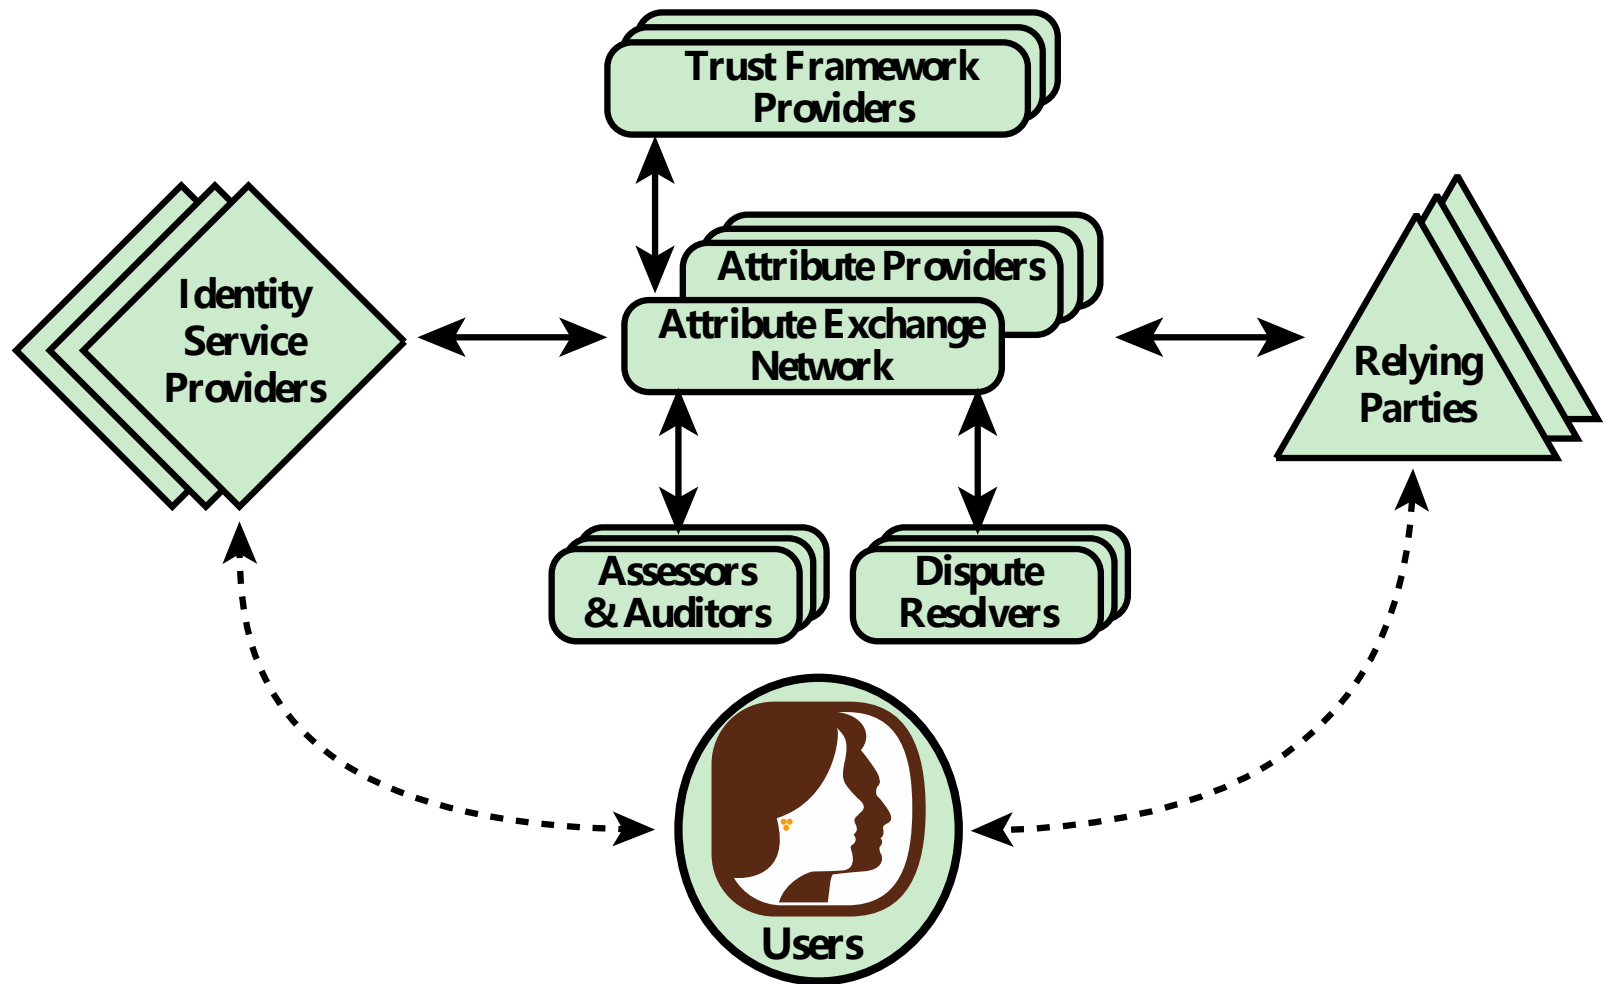 Trust Framework
Providers
Attribute Providers
Attribute Exchange
Network
Identity
Service
Providers
Relying
Parties
Assessors
& Auditors
Dispute
Resolvers
Users